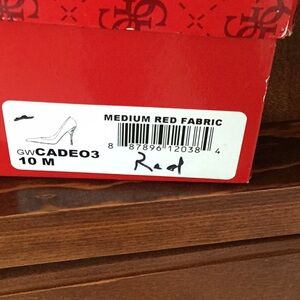 MEDIUM RED FABRIC
8 87896 12038 4
GWCADEO3
10 M
Red